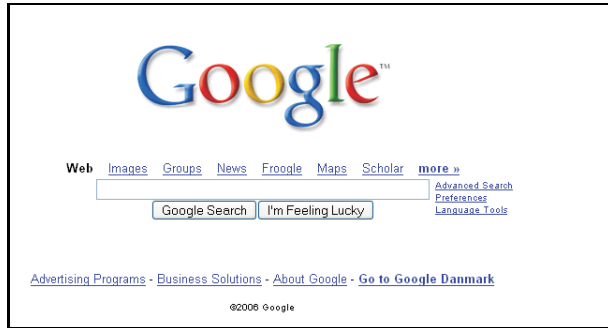 Google™
Web Images Groups News Froogle Maps Scholar more »
Advanced Search
Preferences
Language Tools
Google Search I'm Feeling Lucky
Advertising Programs - Business Solutions - About Google - Go to Google Danmark
©2006 Google